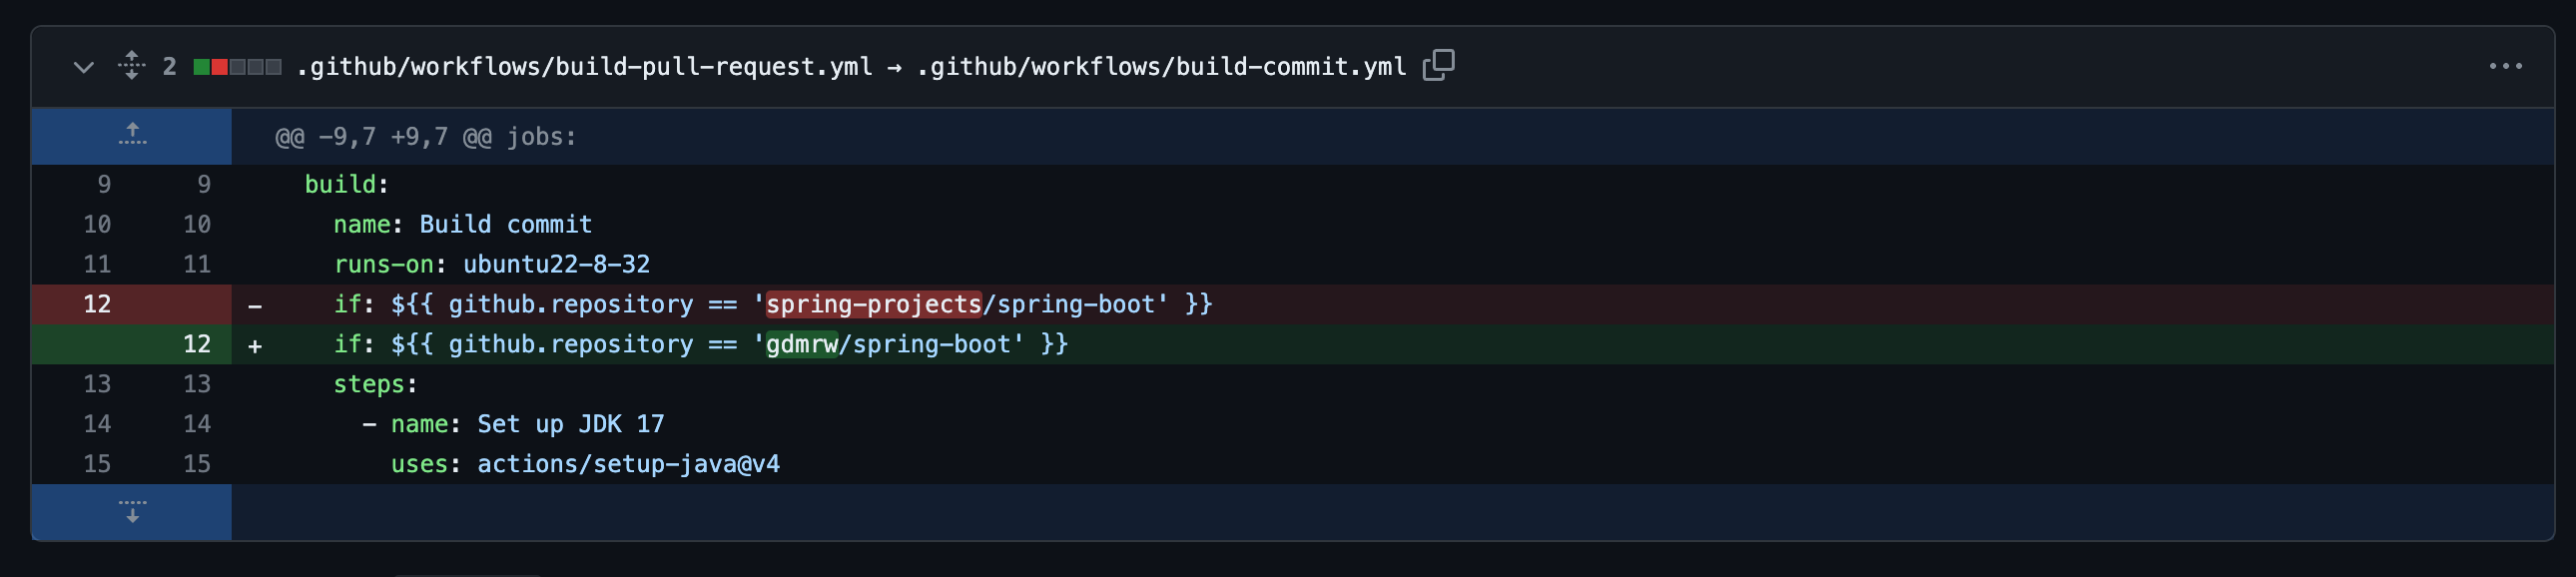 2 .github/workflows/build-pull-request.yml → .github/workflows/build-commit.yml
@@ -9,7 +9,7 @@ jobs:
9 9 build:
10 10 name: Build commit
11 11 runs-on: ubuntu22-8-32
12 - if: ${{ github.repository == 'spring-projects/spring-boot' }}
12 + if: ${{ github.repository == 'gdmrw/spring-boot' }}
13 13 steps:
14 14 - name: Set up JDK 17
15 15 uses: actions/setup-java@v4